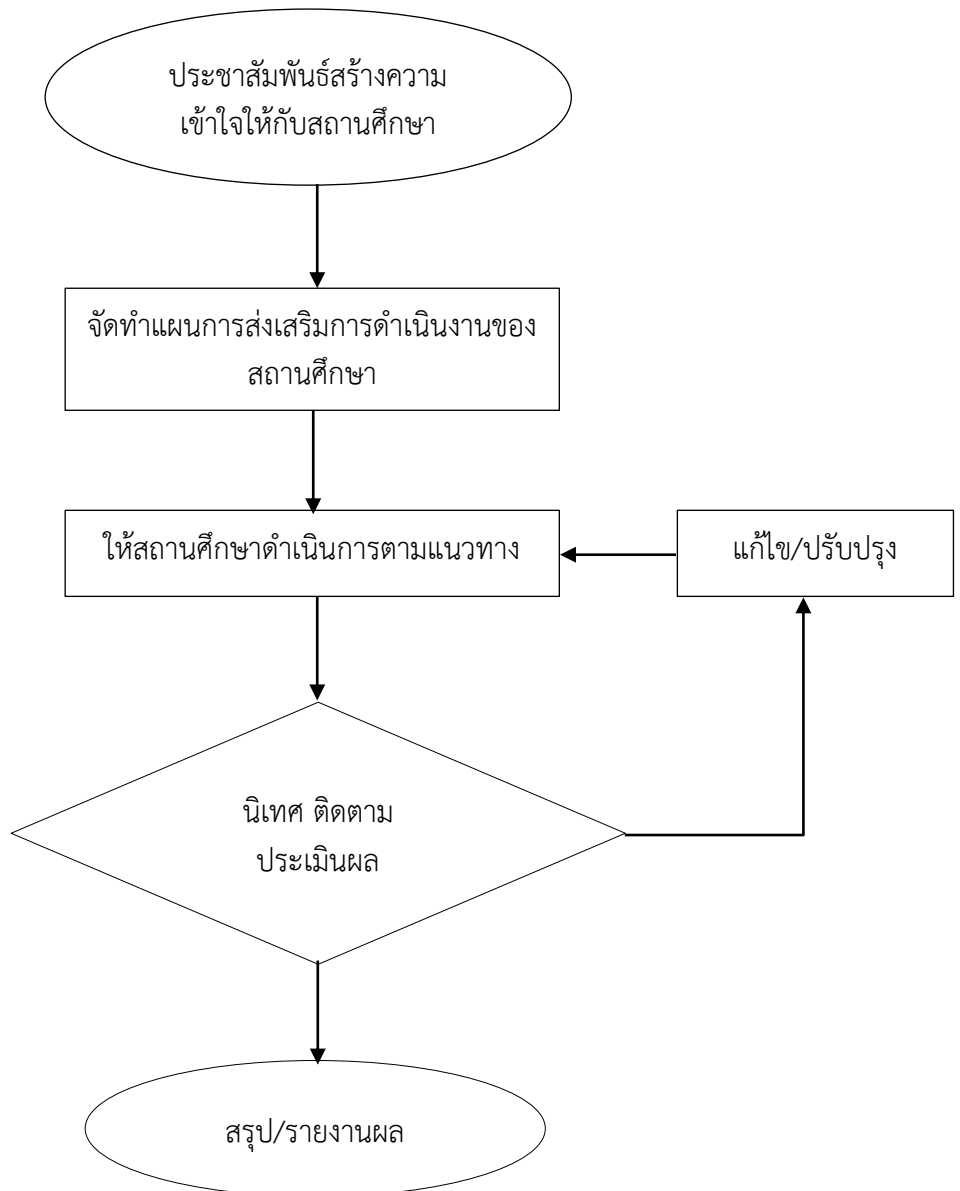 ประชาสัมพันธ์สร้างความ
เข้าใจให้กับสถานศึกษา
จัดทำแผนการส่งเสริมการดำเนินงานของ
สถานศึกษา
ให้สถานศึกษาดำเนินการตามแนวทาง
แก้ไข/ปรับปรุง
นิเทศ ติดตาม
ประเมินผล
สรุป/รายงานผล